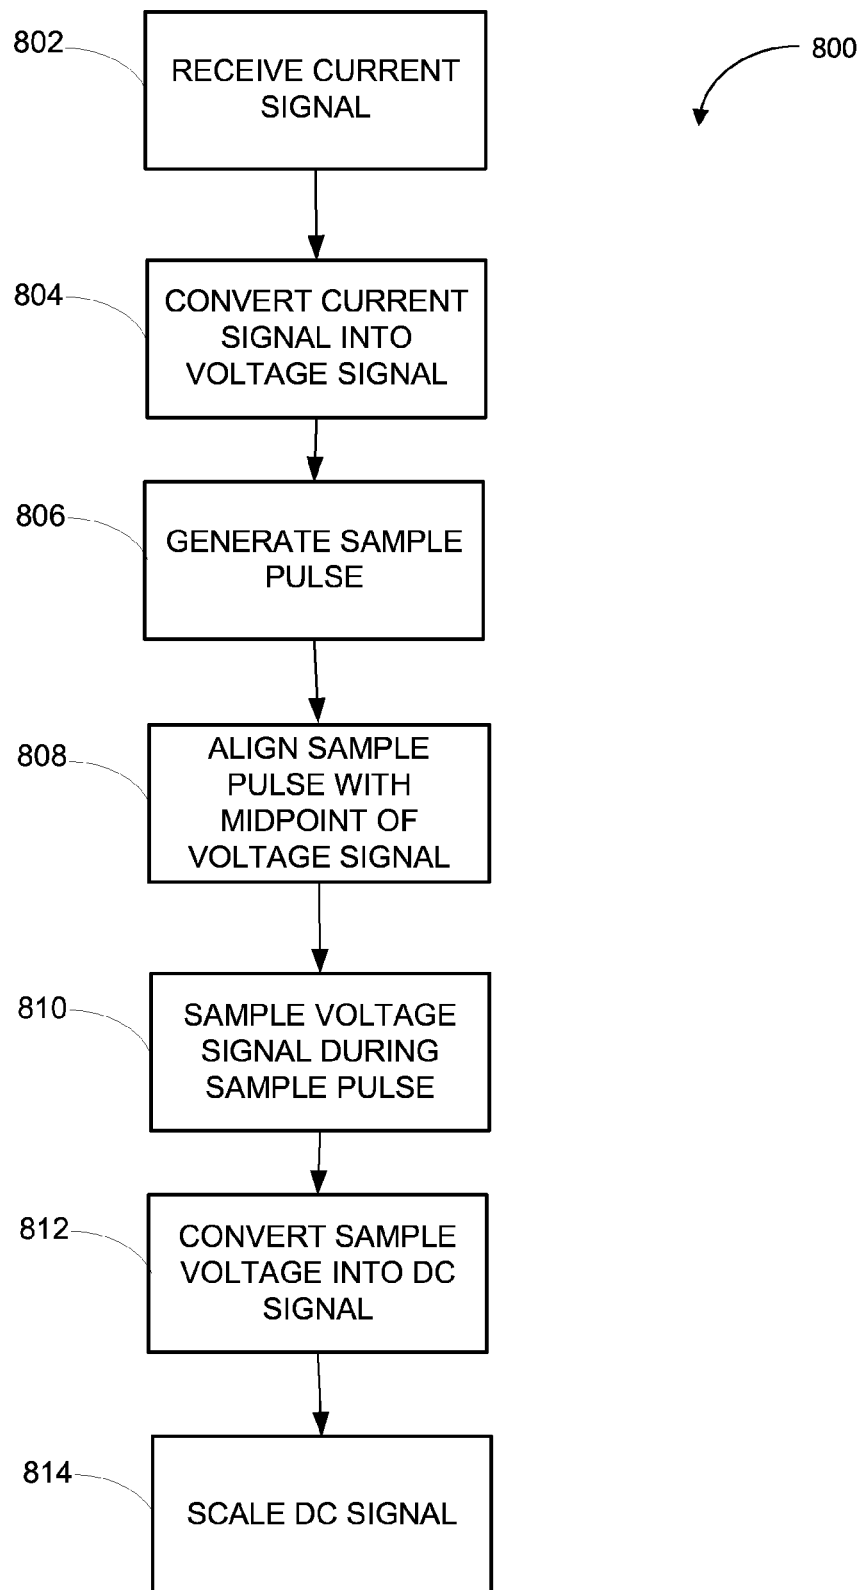 802
RECEIVE CURRENT
SIGNAL
800
804
CONVERT CURRENT
SIGNAL INTO
VOLTAGE SIGNAL
806
GENERATE SAMPLE
PULSE
808
ALIGN SAMPLE
PULSE WITH
MIDPOINT OF
VOLTAGE SIGNAL
810
SAMPLE VOLTAGE
SIGNAL DURING
SAMPLE PULSE
812
CONVERT SAMPLE
VOLTAGE INTO DC
SIGNAL
814
SCALE DC SIGNAL